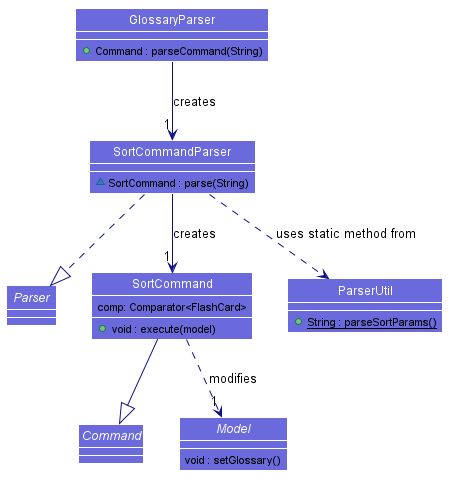 GlossaryParser
Command : parseCommand(String)
creates
1
SortCommandParser
SortCommand : parse(String)
creates
uses static method from
1
Parser
SortCommand
comp: Comparator<FlashCard>
void : execute(model)
ParserUtil
String : parseSortParams()
modifies
1
Command
Model
void : setGlossary()